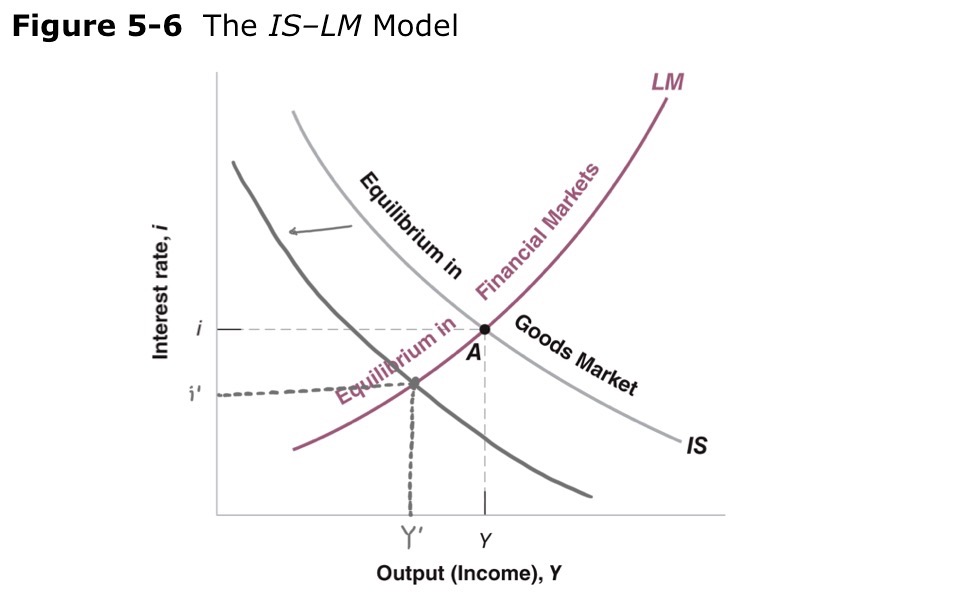 Figure 5-6 The IS–LM Model
LM
Equilibrium in
Financial Markets
Interest rate, i
i
Equilibrium in
A
Goods Market
i'
IS
Y'
Y
Output (Income), Y